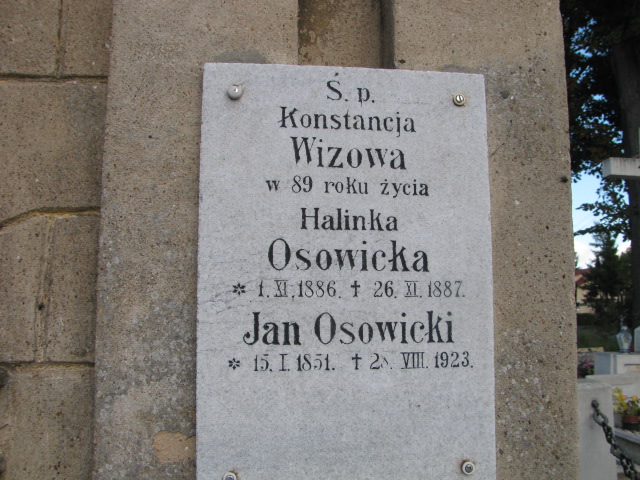 Ś. p.
Konstancja
Wizowa
w 89 roku życia
Halinka
Osowicka
* 1. XI. 1886. ✝ 26. XI. 1887.
Jan Osowicki
* 15. I. 1851. ✝ 28. VIII. 1923.